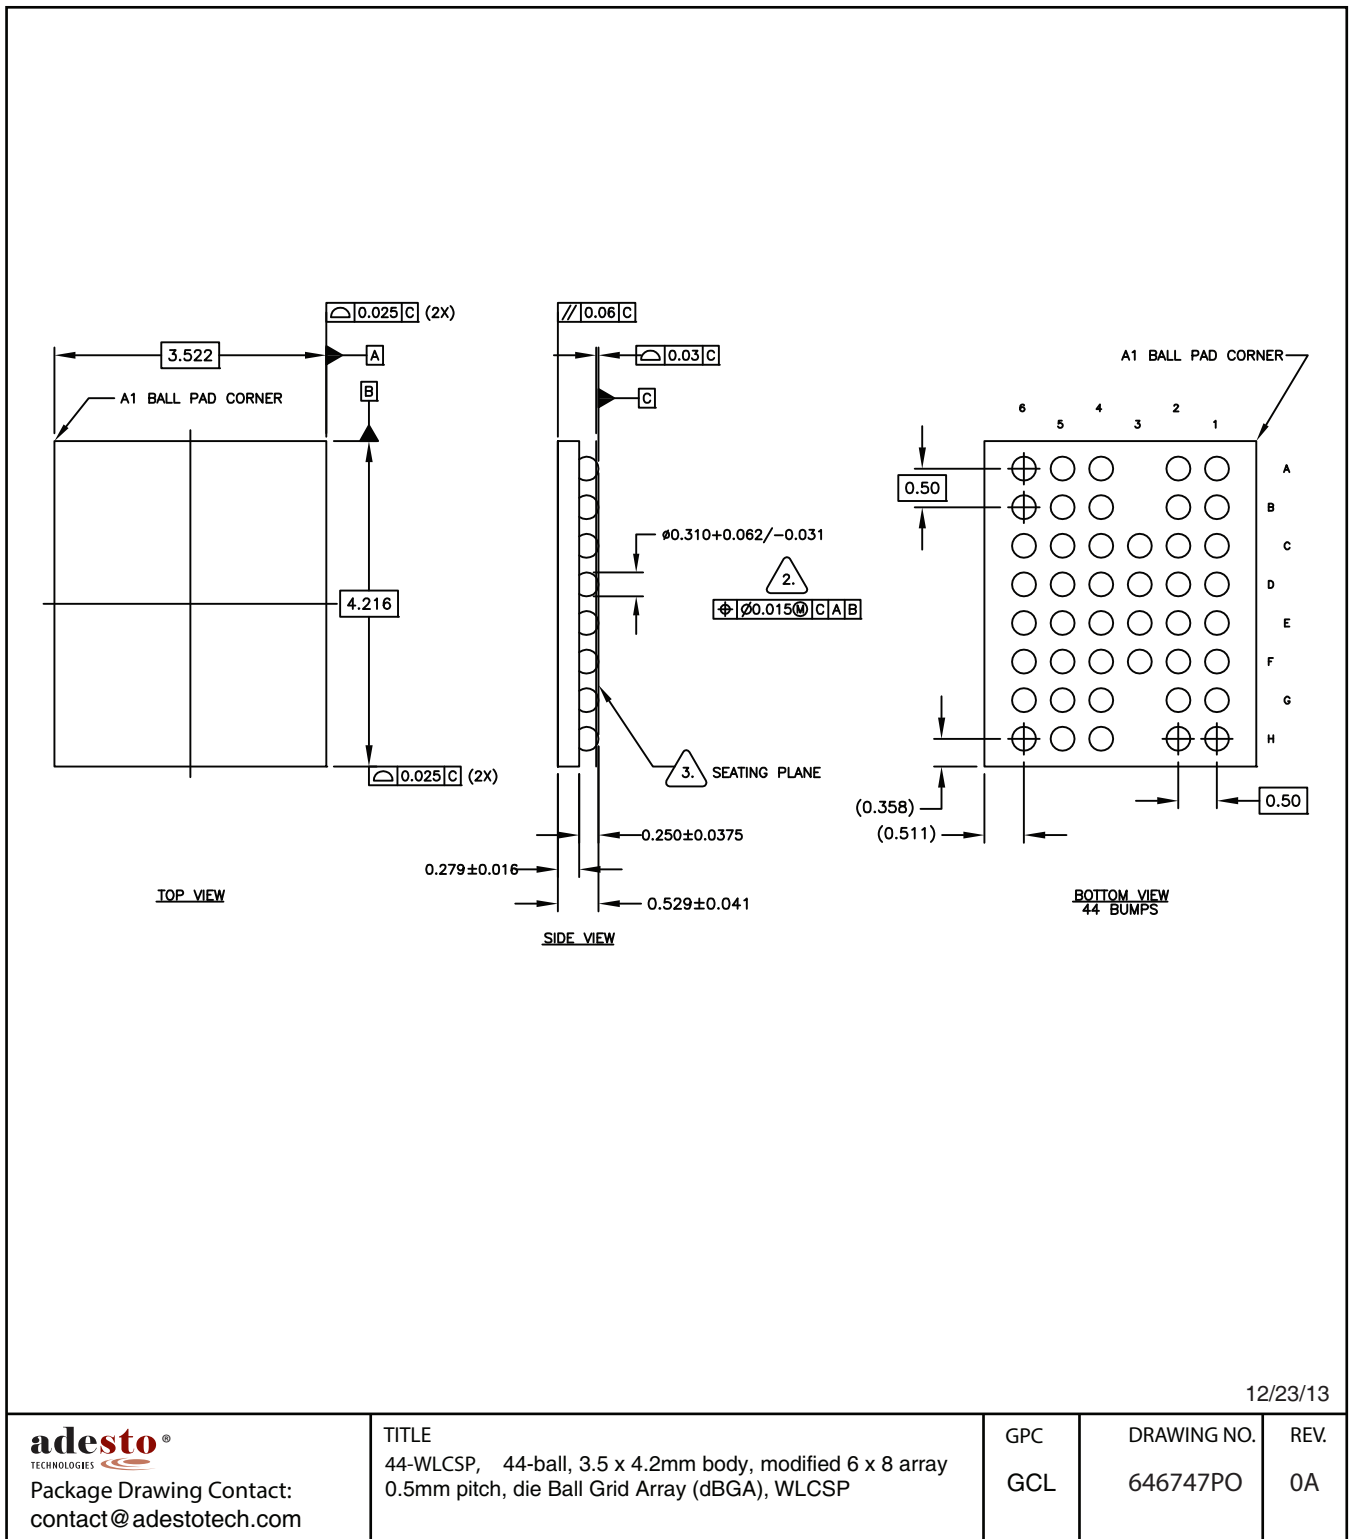 0.025 C (2X)
3.522
A
A1 BALL PAD CORNER
B
4.216
0.025 C (2X)
TOP VIEW
// 0.06 C
0.03 C
C
ø0.310+0.062/−0.031
2.
⌖ Ø0.015Ⓜ C A B
3. SEATING PLANE
0.250±0.0375
0.279±0.016
0.529±0.041
SIDE VIEW
A1 BALL PAD CORNER
6 4 2
5 3 1
A
0.50
B
C
D
E
F
G
H
(0.358)
0.50
(0.511)
BOTTOM VIEW
44 BUMPS
12/23/13
adesto®
TECHNOLOGIES
Package Drawing Contact:
contact@adestotech.com
TITLE
44-WLCSP, 44-ball, 3.5 x 4.2mm body, modified 6 x 8 array
0.5mm pitch, die Ball Grid Array (dBGA), WLCSP
GPC
GCL
DRAWING NO.
646747PO
REV.
0A